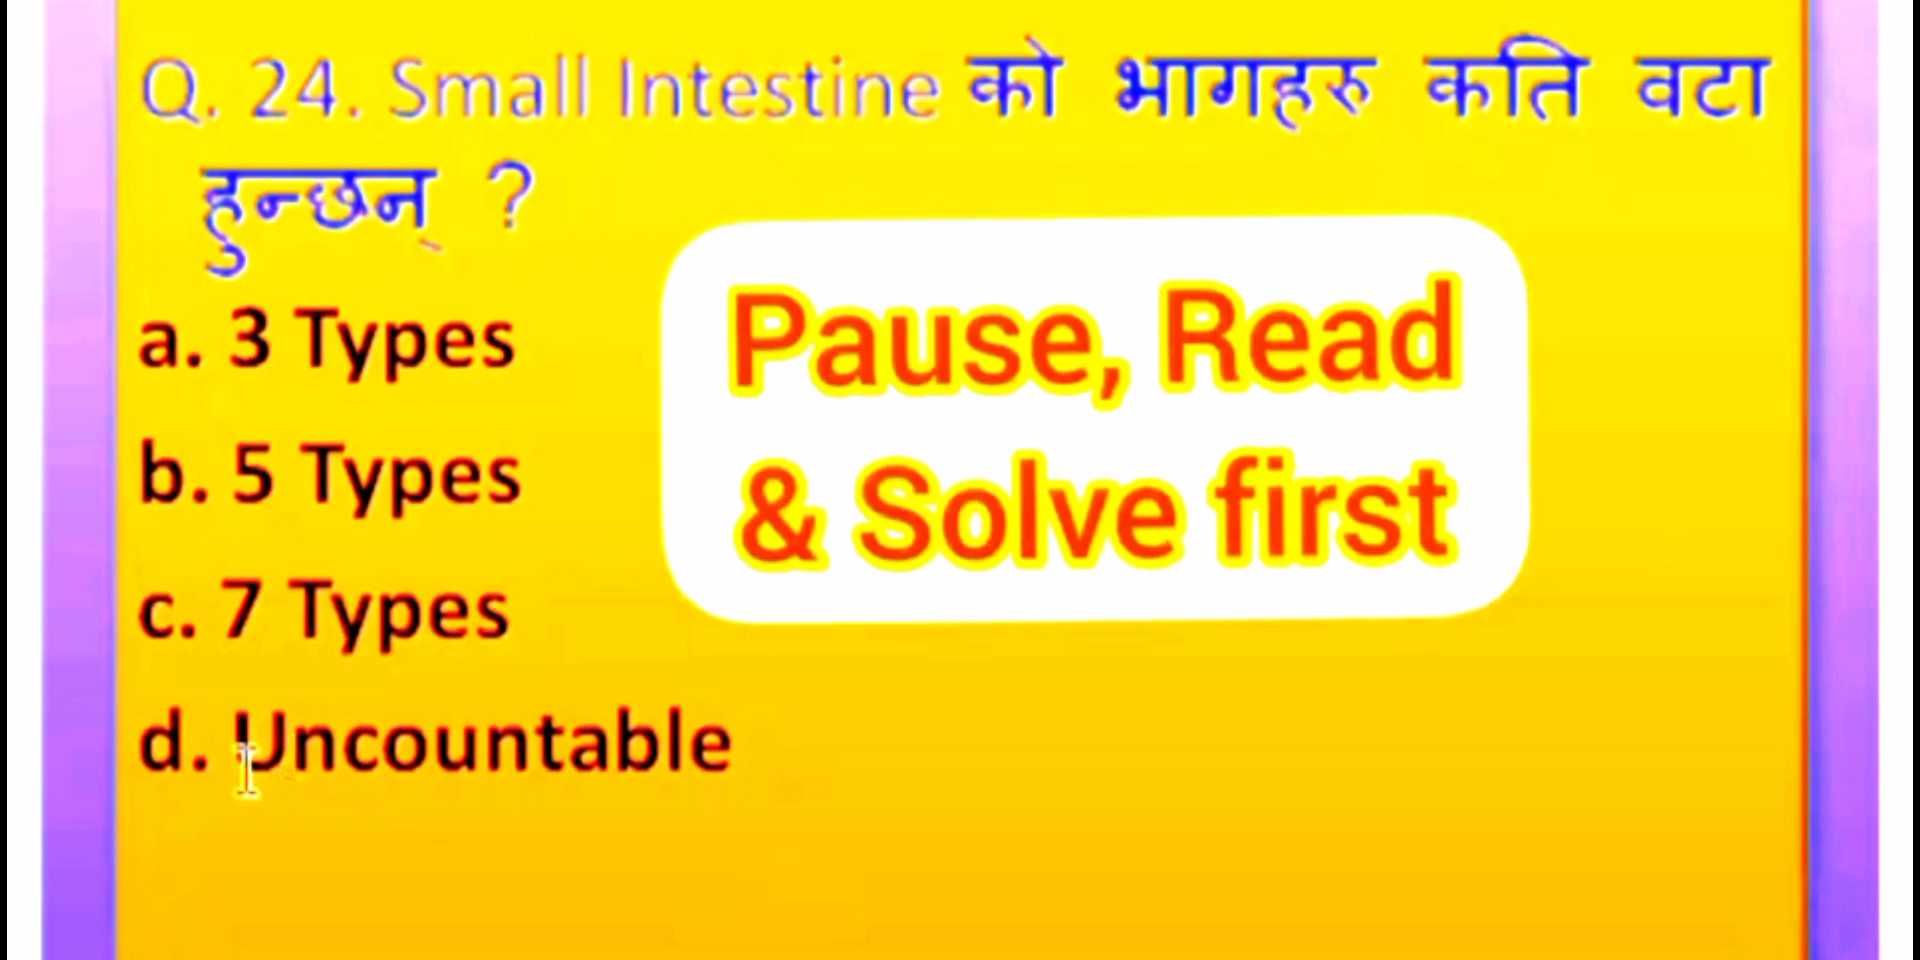 Q. 24. Small Intestine को भागहरु कति वटा
हुन्छन् ?
a. 3 Types
b. 5 Types
c. 7 Types
d. Uncountable
Pause, Read
& Solve first